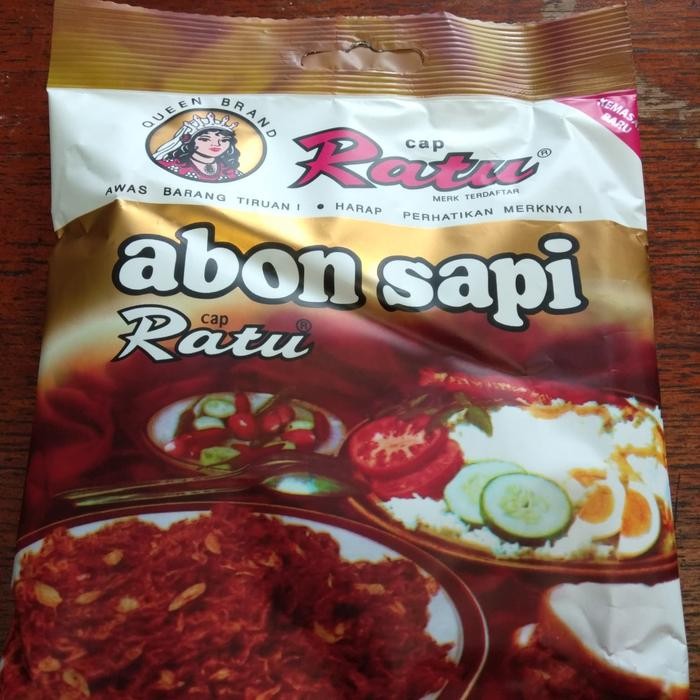 QUEEN BRAND
cap
Ratu®
MERK TERDAFTAR
KEMASAN
BARU
AWAS BARANG TIRUAN! • HARAP PERHATIKAN MERKNYA!
abon sapi
cap
Ratu®